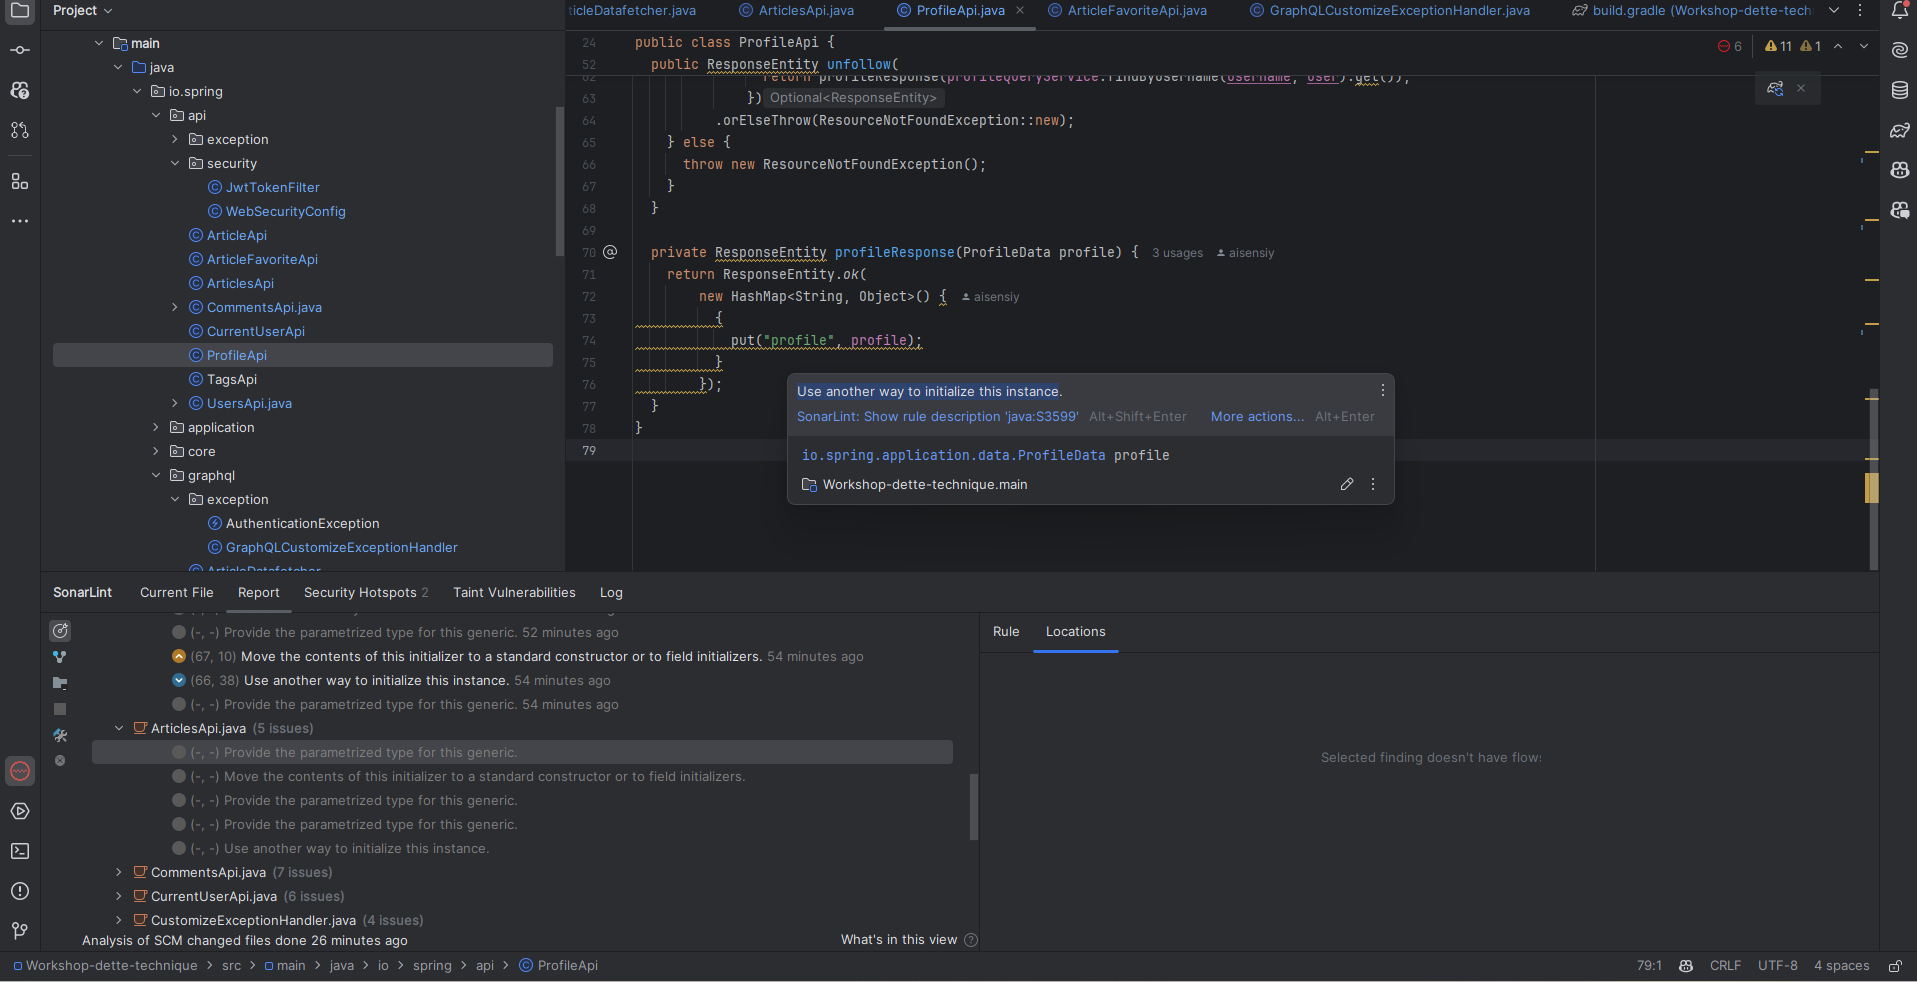 Project
ticleDatafetcher.java
ArticlesApi.java
ProfileApi.java
ArticleFavoriteApi.java
GraphQLCustomizeExceptionHandler.java
build.gradle (Workshop-dette-tech
main
java
io.spring
api
exception
security
JwtTokenFilter
WebSecurityConfig
ArticleApi
ArticleFavoriteApi
ArticlesApi
CommentsApi.java
CurrentUserApi
ProfileApi
TagsApi
UsersApi.java
application
core
graphql
exception
AuthenticationException
GraphQLCustomizeExceptionHandler
ArticleDatafetcher
6 11 1
24 public class ProfileApi {
52 public ResponseEntity unfollow(
62 return profileResponse(profileQueryService.findByUsername(username, user).get());
63 }) Optional<ResponseEntity>
64 .orElseThrow(ResourceNotFoundException::new);
65 } else {
66 throw new ResourceNotFoundException();
67 }
68 }
69
70 @ private ResponseEntity profileResponse(ProfileData profile) { 3 usages aisensiy
71 return ResponseEntity.ok(
72 new HashMap<String, Object>() { aisensiy
73 {
74 put("profile", profile);
75 }
76 });
77 }
78 }
79
Use another way to initialize this instance.
SonarLint: Show rule description 'java:S3599' Alt+Shift+Enter More actions... Alt+Enter
io.spring.application.data.ProfileData profile
Workshop-dette-technique.main
SonarLint Current File Report Security Hotspots 2 Taint Vulnerabilities Log
(-, -) Provide the parametrized type for this generic. 52 minutes ago
(67, 10) Move the contents of this initializer to a standard constructor or to field initializers. 54 minutes ago
(66, 38) Use another way to initialize this instance. 54 minutes ago
(-, -) Provide the parametrized type for this generic. 54 minutes ago
ArticlesApi.java (5 issues)
(-, -) Provide the parametrized type for this generic.
(-, -) Move the contents of this initializer to a standard constructor or to field initializers.
(-, -) Provide the parametrized type for this generic.
(-, -) Provide the parametrized type for this generic.
(-, -) Use another way to initialize this instance.
CommentsApi.java (7 issues)
CurrentUserApi.java (6 issues)
CustomizeExceptionHandler.java (4 issues)
Analysis of SCM changed files done 26 minutes ago
What's in this view
Rule Locations
Selected finding doesn't have flows
Workshop-dette-technique > src > main > java > io > spring > api > ProfileApi
79:1 CRLF UTF-8 4 spaces